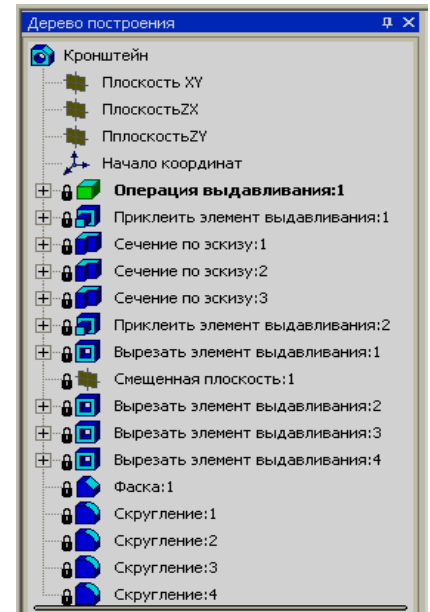 Дерево построения
Кронштейн
Плоскость XY
ПлоскостьZX
ПплоскостьZY
Начало координат
Операция выдавливания:1
Приклеить элемент выдавливания:1
Сечение по эскизу:1
Сечение по эскизу:2
Сечение по эскизу:3
Приклеить элемент выдавливания:2
Вырезать элемент выдавливания:1
Смещенная плоскость:1
Вырезать элемент выдавливания:2
Вырезать элемент выдавливания:3
Вырезать элемент выдавливания:4
Фаска:1
Скругление:1
Скругление:2
Скругление:3
Скругление:4